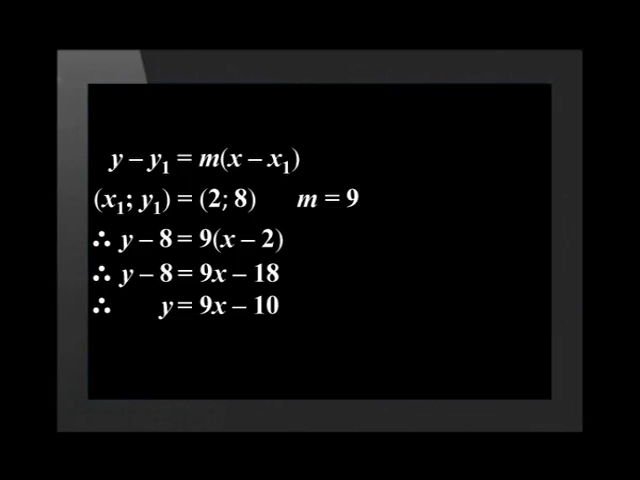 y – y₁ = m(x – x₁)
(x₁; y₁) = (2; 8) m = 9
∴ y – 8 = 9(x – 2)
∴ y – 8 = 9x – 18
∴ y = 9x – 10